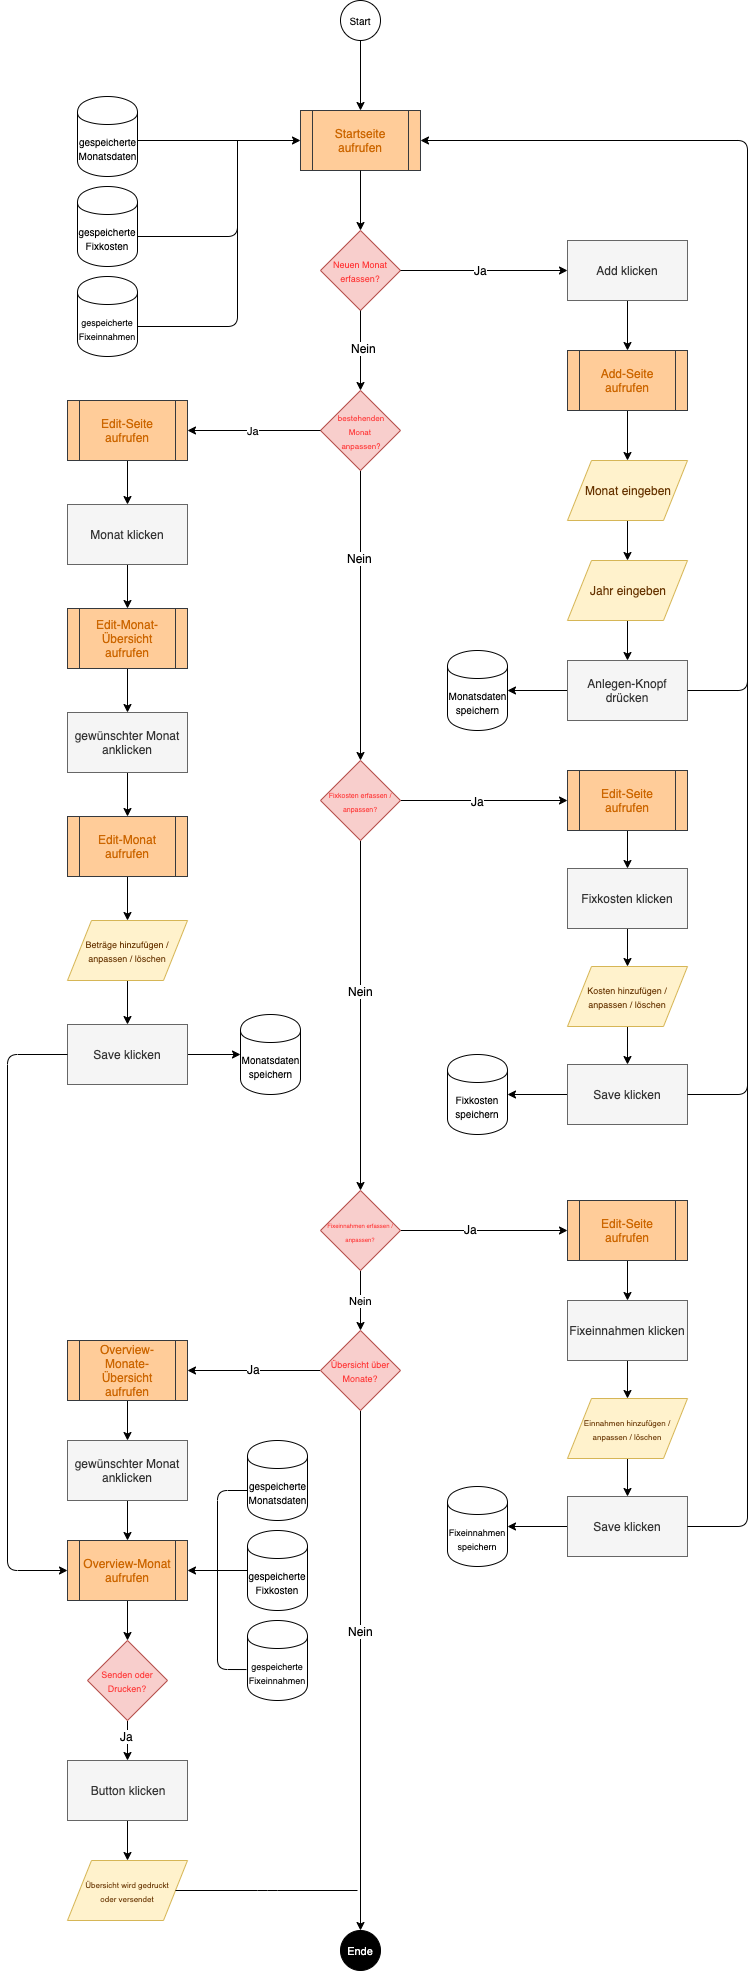 Start
gespeicherte
Monatsdaten
Startseite
aufrufen
gespeicherte
Fixkosten
Neuen Monat
erfassen?
Ja
Add klicken
gespeicherte
Fixeinnahmen
Nein
Add-Seite
aufrufen
Edit-Seite
aufrufen
Ja
bestehenden
Monat
anpassen?
Monat eingeben
Monat klicken
Nein
Jahr eingeben
Edit-Monat-
Übersicht
aufrufen
Monatsdaten
speichern
Anlegen-Knopf
drücken
gewünschter Monat
anklicken
Fixkosten erfassen /
anpassen?
Ja
Edit-Seite
aufrufen
Edit-Monat
aufrufen
Fixkosten klicken
Beträge hinzufügen /
anpassen / löschen
Nein
Kosten hinzufügen /
anpassen / löschen
Save klicken
Monatsdaten
speichern
Fixkosten
speichern
Save klicken
Fixeinnahmen erfassen /
anpassen?
Ja
Edit-Seite
aufrufen
Nein
Fixeinnahmen klicken
Overview-
Monate-
Übersicht
aufrufen
Ja
Übersicht über
Monate?
Einnahmen hinzufügen /
anpassen / löschen
gewünschter Monat
anklicken
gespeicherte
Monatsdaten
Fixeinnahmen
speichern
Save klicken
Overview-Monat
aufrufen
gespeicherte
Fixkosten
Nein
Senden oder
Drucken?
gespeicherte
Fixeinnahmen
Ja
Button klicken
Übersicht wird gedruckt
oder versendet
Ende